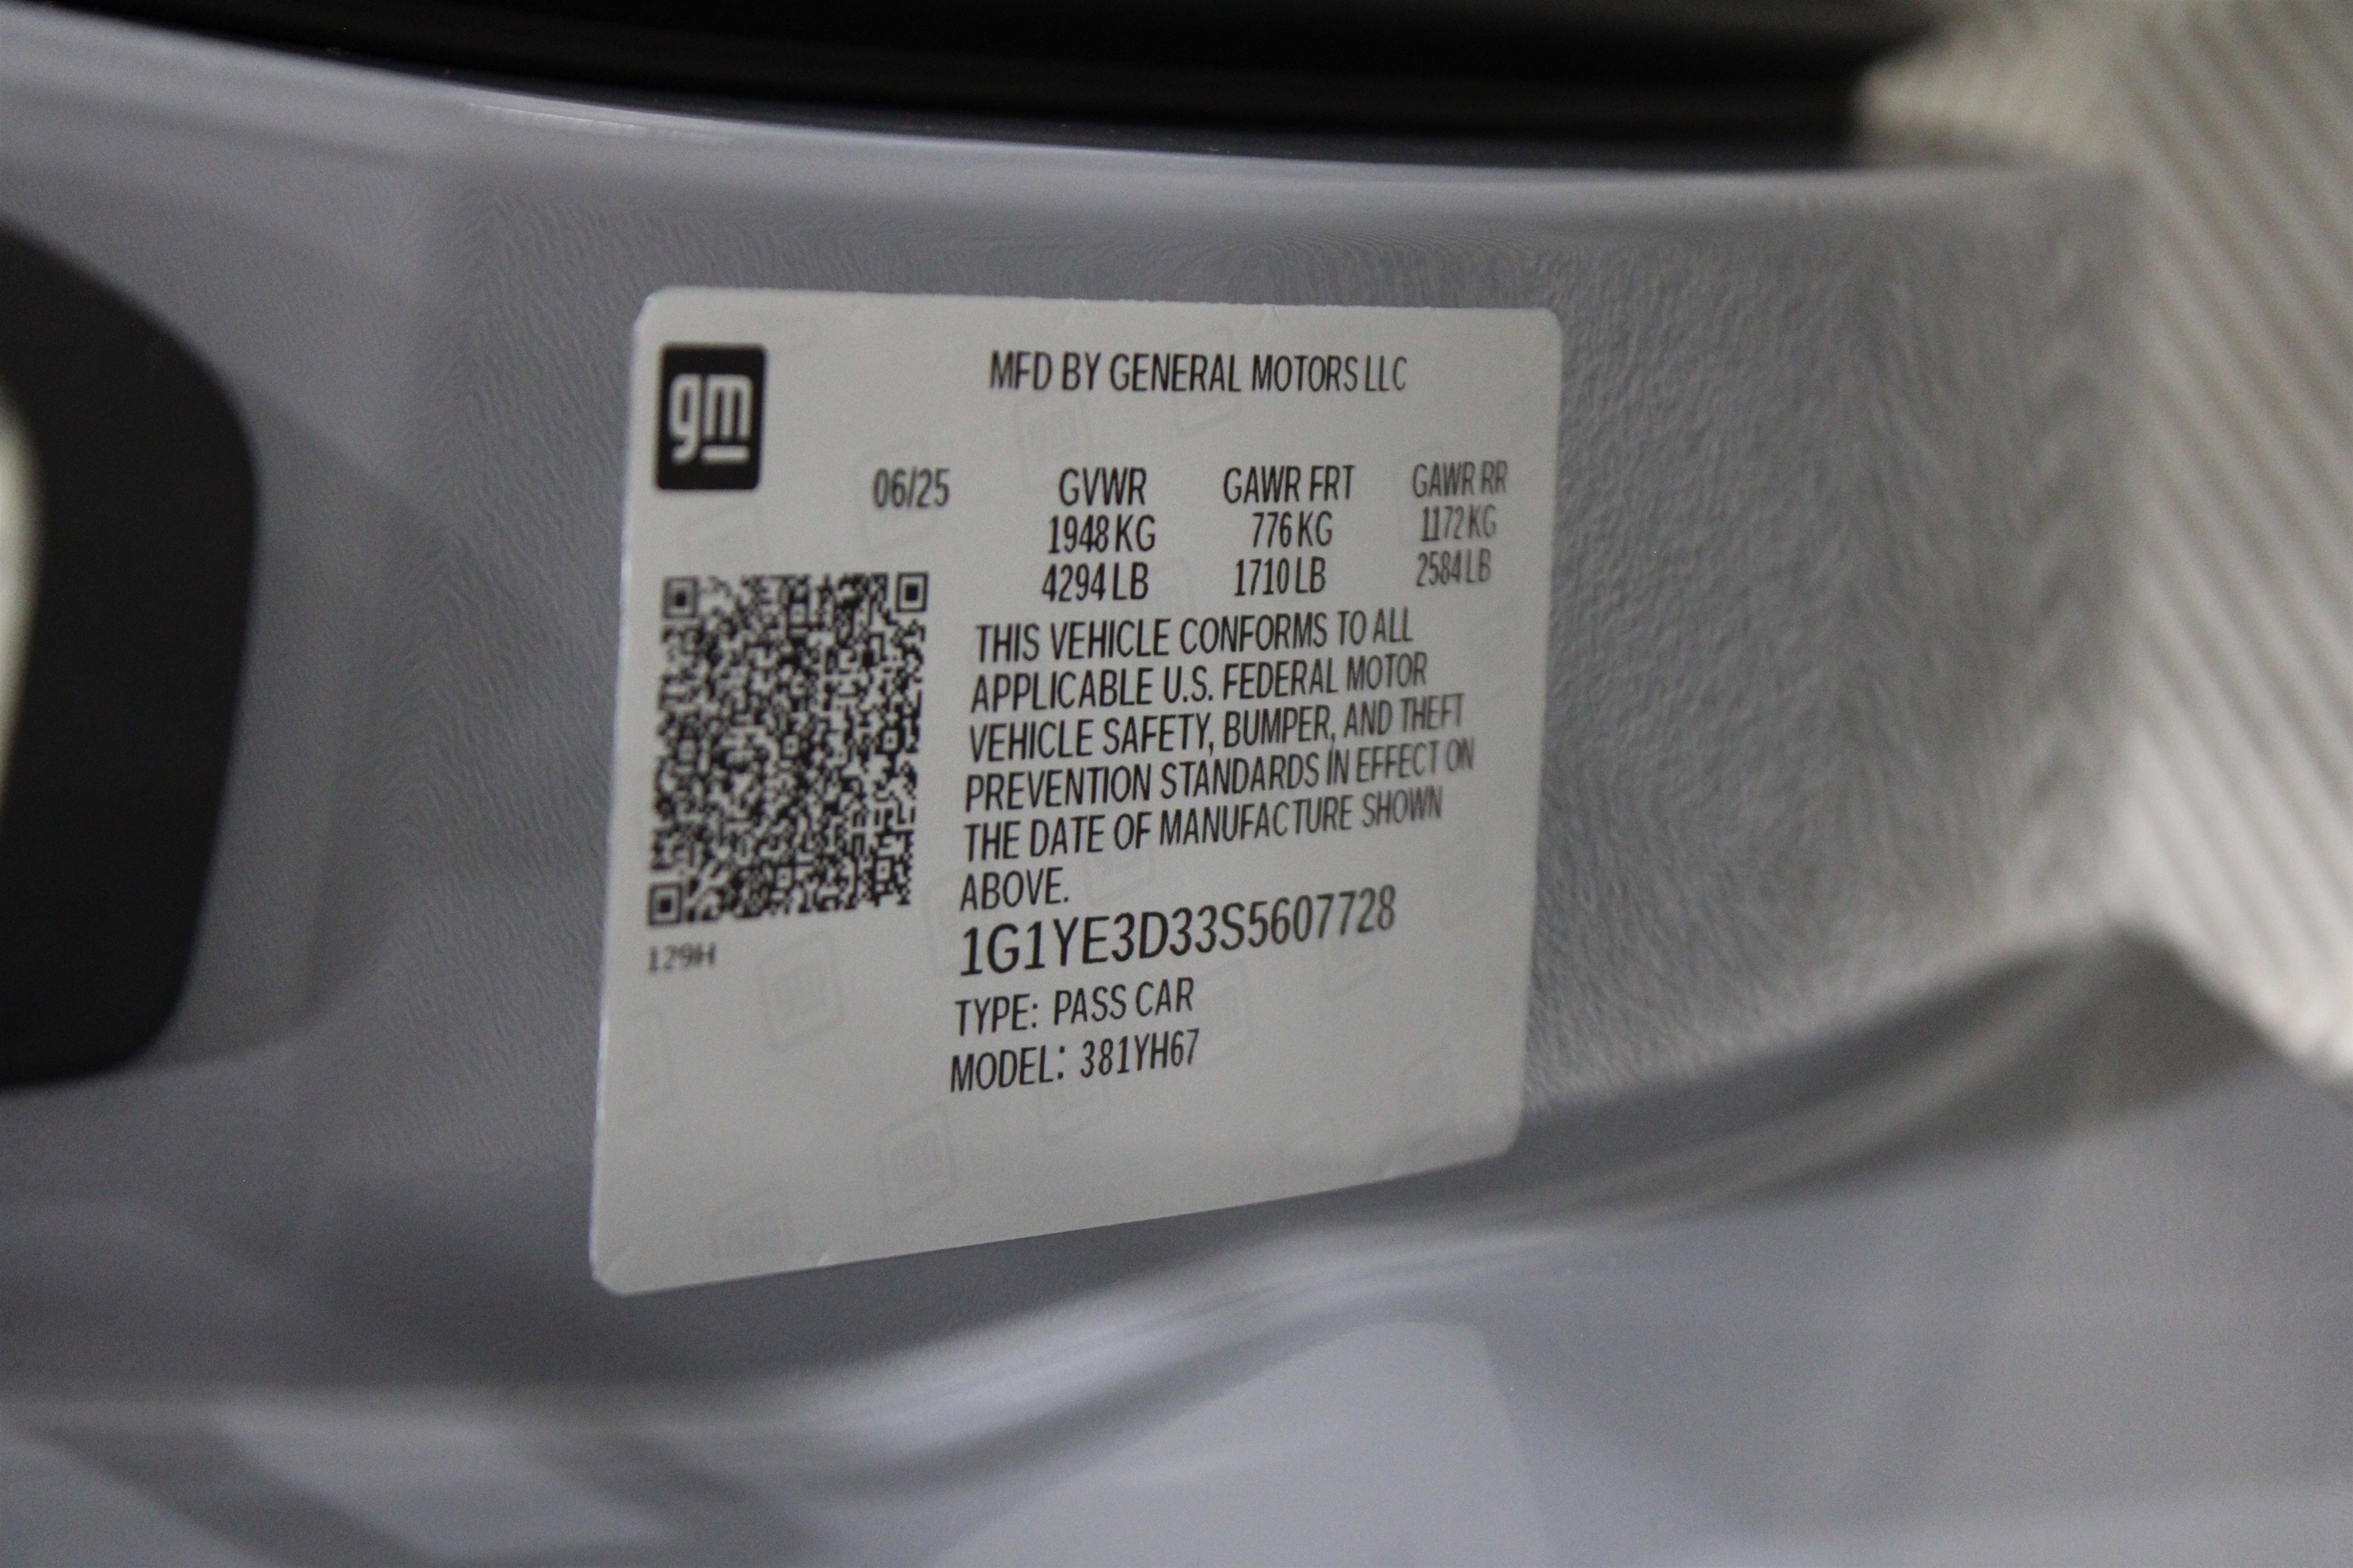 gm
MFD BY GENERAL MOTORS LLC
06/25 GVWR GAWR FRT GAWR RR
1948 KG 776 KG 1172 KG
4294 LB 1710 LB 2584 LB
THIS VEHICLE CONFORMS TO ALL
APPLICABLE U.S. FEDERAL MOTOR
VEHICLE SAFETY, BUMPER, AND THEFT
PREVENTION STANDARDS IN EFFECT ON
THE DATE OF MANUFACTURE SHOWN
ABOVE.
129H
1G1YE3D33S5607728
TYPE: PASS CAR
MODEL: 381YH67